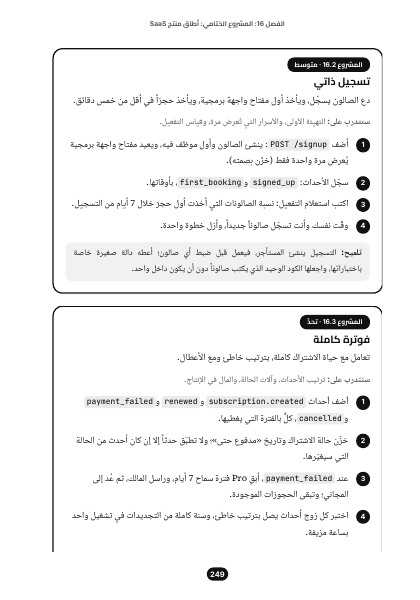 الفصل 16: المشروع الختامي: أطلق منتج SaaS
المشروع 16.2 · متوسط
تسجيل ذاتي
دع الصالون يسجّل، ويأخذ أول مفتاح واجهة برمجية، ويأخذ حجزاً في أقل من خمس دقائق.
ستتدرب على: التهيئة الأولى، والأسرار التي تُعرض مرة، وقياس التفعيل.
1 أضف POST /signup: ينشئ الصالون وأول موظف فيه، ويعيد مفتاح واجهة برمجية
يُعرض مرة واحدة فقط (خزّن بصمته).
2 سجّل الأحداث: signed_up و first_booking، بأوقاتها.
3 اكتب استعلام التفعيل: نسبة الصالونات التي أخذت أول حجز خلال 7 أيام من التسجيل.
4 وقّت نفسك وأنت تسجّل صالوناً جديداً، وأزل خطوة واحدة.
تلميح: التسجيل ينشئ المستأجر، فيعمل قبل ضبط أي صالون؛ أعطه دالة صغيرة خاصة
باختباراتها، واجعلها الكود الوحيد الذي يكتب صالوناً دون أن يكون داخل واحد.
المشروع 16.3 · تحدٍّ
فوترة كاملة
تعامل مع حياة الاشتراك كاملة، بترتيب خاطئ ومع الأعطال.
ستتدرب على: ترتيب الأحداث، وآلات الحالة، والمال في الإنتاج.
1 أضف أحداث subscription.created و renewed و payment_failed
و cancelled، كلٌّ بالفترة التي يغطيها.
2 خزّن حالة الاشتراك وتاريخ «مدفوع حتى»؛ ولا تطبّق حدثاً إلا إن كان أحدث من الحالة
التي سيغيّرها.
3 عند payment_failed، أبقِ Pro فترة سماح 7 أيام، وراسل المالك، ثم عُد إلى
المجاني؛ وتبقى الحجوزات الموجودة.
4 اختبر كل زوج أحداث يصل بترتيب خاطئ، وسنة كاملة من التجديدات في تشغيل واحد
بساعة مزيفة.
249